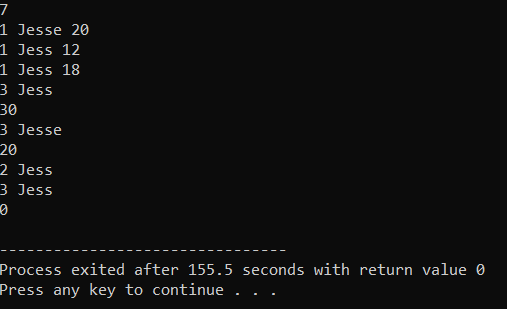 7
1 Jesse 20
1 Jess 12
1 Jess 18
3 Jess
30
3 Jesse
20
2 Jess
3 Jess
0
--------------------------------
Process exited after 155.5 seconds with return value 0
Press any key to continue . . .